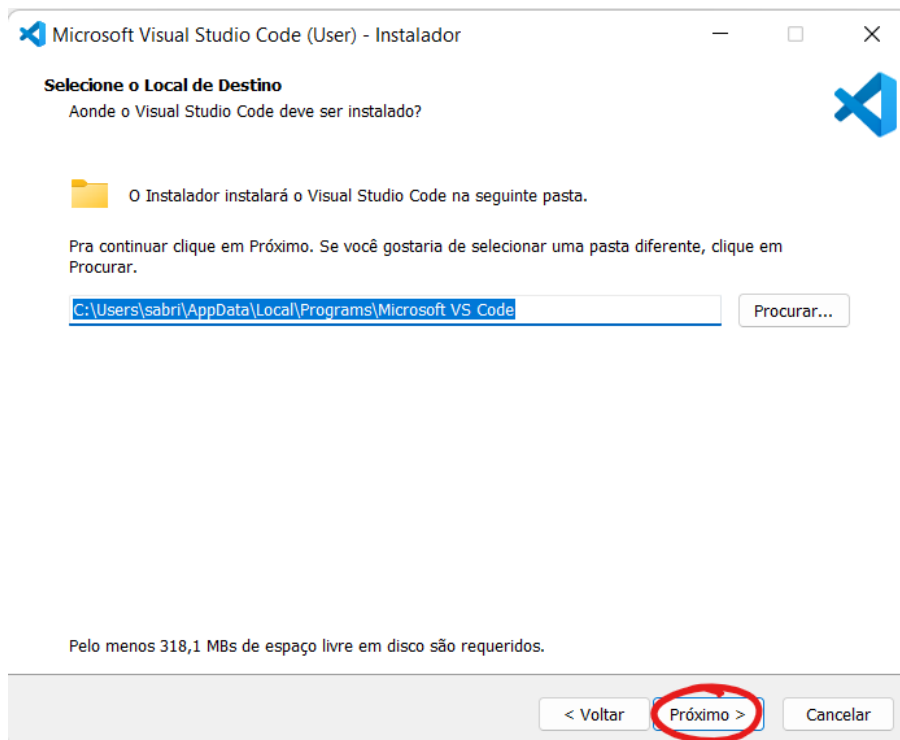 Microsoft Visual Studio Code (User) - Instalador
Selecione o Local de Destino
Aonde o Visual Studio Code deve ser instalado?
O Instalador instalará o Visual Studio Code na seguinte pasta.
Pra continuar clique em Próximo. Se você gostaria de selecionar uma pasta diferente, clique em
Procurar.
C:\Users\sabri\AppData\Local\Programs\Microsoft VS Code
Procurar...
Pelo menos 318,1 MBs de espaço livre em disco são requeridos.
< Voltar
Próximo >
Cancelar